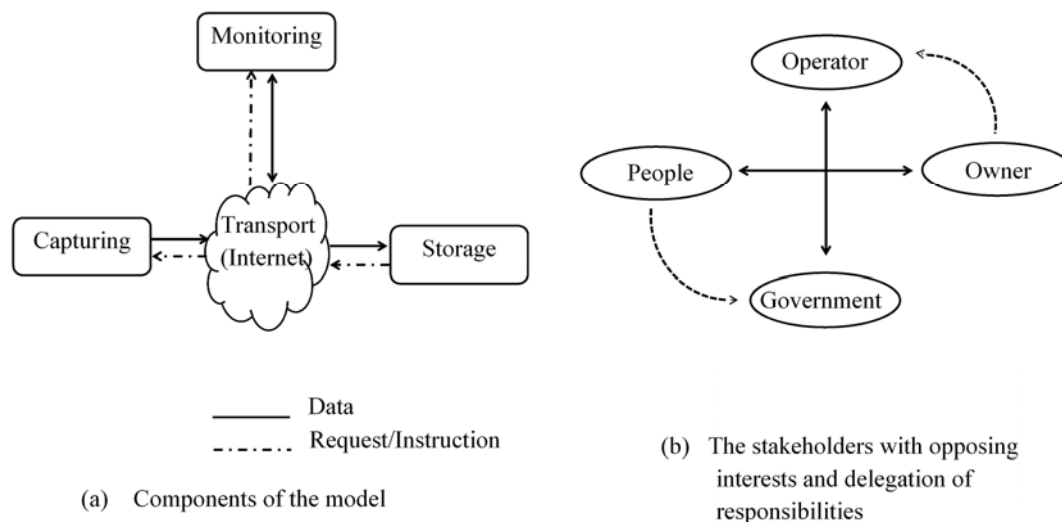 Monitoring
Capturing
Transport
(Internet)
Storage
Data
Request/Instruction
(a) Components of the model
Operator
People
Owner
Government
(b) The stakeholders with opposing
interests and delegation of
responsibilities